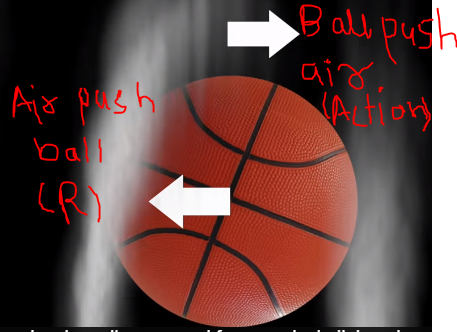 Ball push
air
(Action)
Air push
ball
(R)